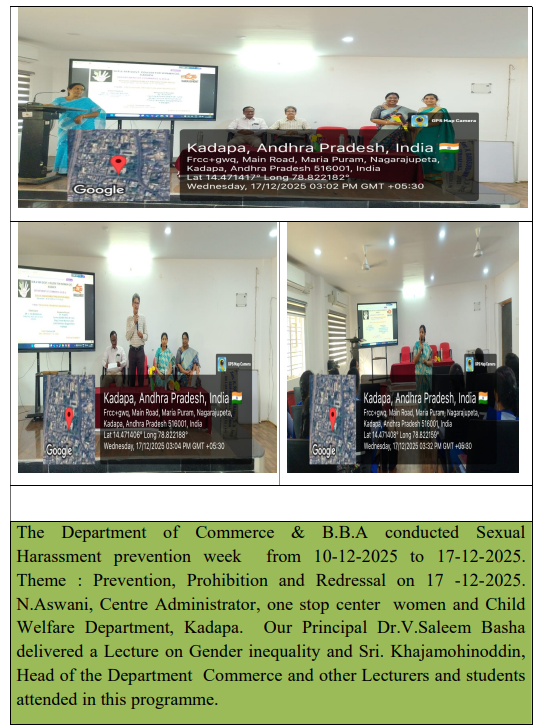 GPS Map Camera
Kadapa, Andhra Pradesh, India
Frcc+gwq, Main Road, Maria Puram, Nagarajupeta,
Kadapa, Andhra Pradesh 516001, India
Lat 14.471417° Long 78.822182°
Wednesday, 17/12/2025 03:02 PM GMT +05:30
Google
GPS Map Camera
Kadapa, Andhra Pradesh, India
Frcc+gwq, Main Road, Maria Puram, Nagarajupeta,
Kadapa, Andhra Pradesh 516001, India
Lat 14.471406° Long 78.822188°
Wednesday, 17/12/2025 03:04 PM GMT +05:30
Google
GPS Map Camera
Kadapa, Andhra Pradesh, India
Frcc+gwq, Main Road, Maria Puram, Nagarajupeta,
Kadapa, Andhra Pradesh 516001, India
Lat 14.471408° Long 78.822159°
Wednesday, 17/12/2025 03:32 PM GMT +05:30
Google
The Department of Commerce & B.B.A conducted Sexual
Harassment prevention week from 10-12-2025 to 17-12-2025.
Theme : Prevention, Prohibition and Redressal on 17 -12-2025.
N.Aswani, Centre Administrator, one stop center women and Child
Welfare Department, Kadapa. Our Principal Dr.V.Saleem Basha
delivered a Lecture on Gender inequality and Sri. Khajamohinoddin,
Head of the Department Commerce and other Lecturers and students
attended in this programme.